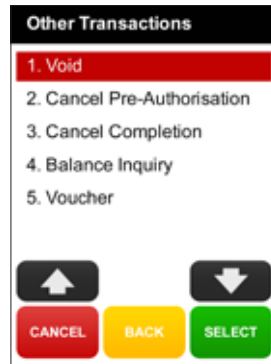 Other Transactions
1. Void
2. Cancel Pre-Authorisation
3. Cancel Completion
4. Balance Inquiry
5. Voucher
CANCEL
BACK
SELECT